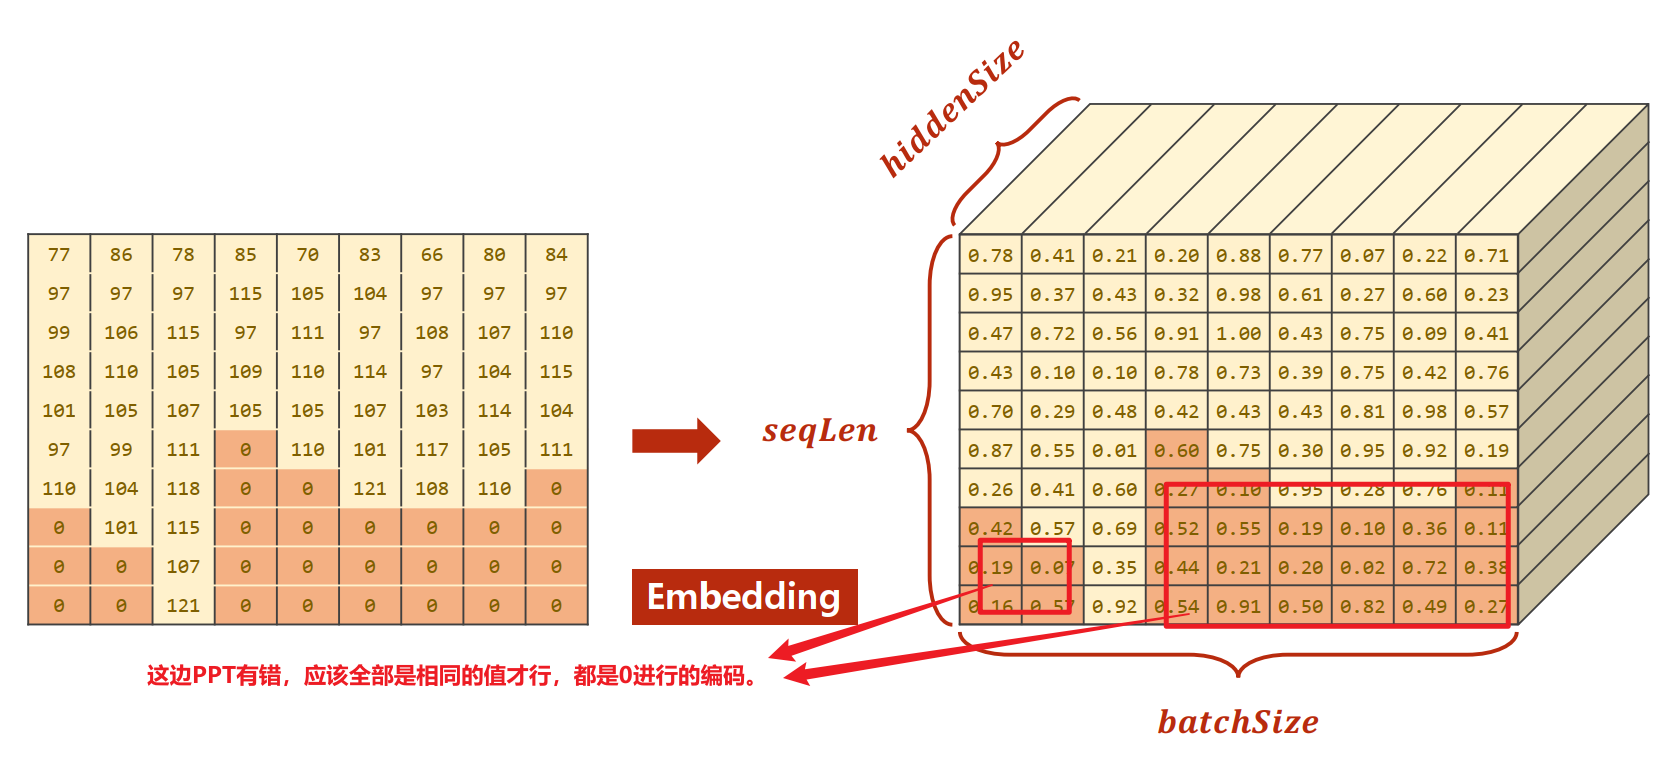 hiddenSize
77 86 78 85 70 83 66 80 84
97 97 97 115 105 104 97 97 97
99 106 115 97 111 97 108 107 110
108 110 105 109 110 114 97 104 115
101 105 107 105 105 107 103 114 104
97 99 111 0 110 101 117 105 111
110 104 118 0 0 121 108 110 0
0 101 115 0 0 0 0 0 0
0 0 107 0 0 0 0 0 0
0 0 121 0 0 0 0 0 0
Embedding
seqLen
0.78 0.41 0.21 0.20 0.88 0.77 0.07 0.22 0.71
0.95 0.37 0.43 0.32 0.98 0.61 0.27 0.60 0.23
0.47 0.72 0.56 0.91 1.00 0.43 0.75 0.09 0.41
0.43 0.10 0.10 0.78 0.73 0.39 0.75 0.42 0.76
0.70 0.29 0.48 0.42 0.43 0.43 0.81 0.98 0.57
0.87 0.55 0.01 0.60 0.75 0.30 0.95 0.92 0.19
0.26 0.41 0.60 0.27 0.10 0.95 0.28 0.76 0.11
0.42 0.57 0.69 0.52 0.55 0.19 0.10 0.36 0.11
0.19 0.07 0.35 0.44 0.21 0.20 0.02 0.72 0.38
0.16 0.57 0.92 0.54 0.91 0.50 0.82 0.49 0.27
这边PPT有错，应该全部是相同的值才行，都是0进行的编码。
batchSize